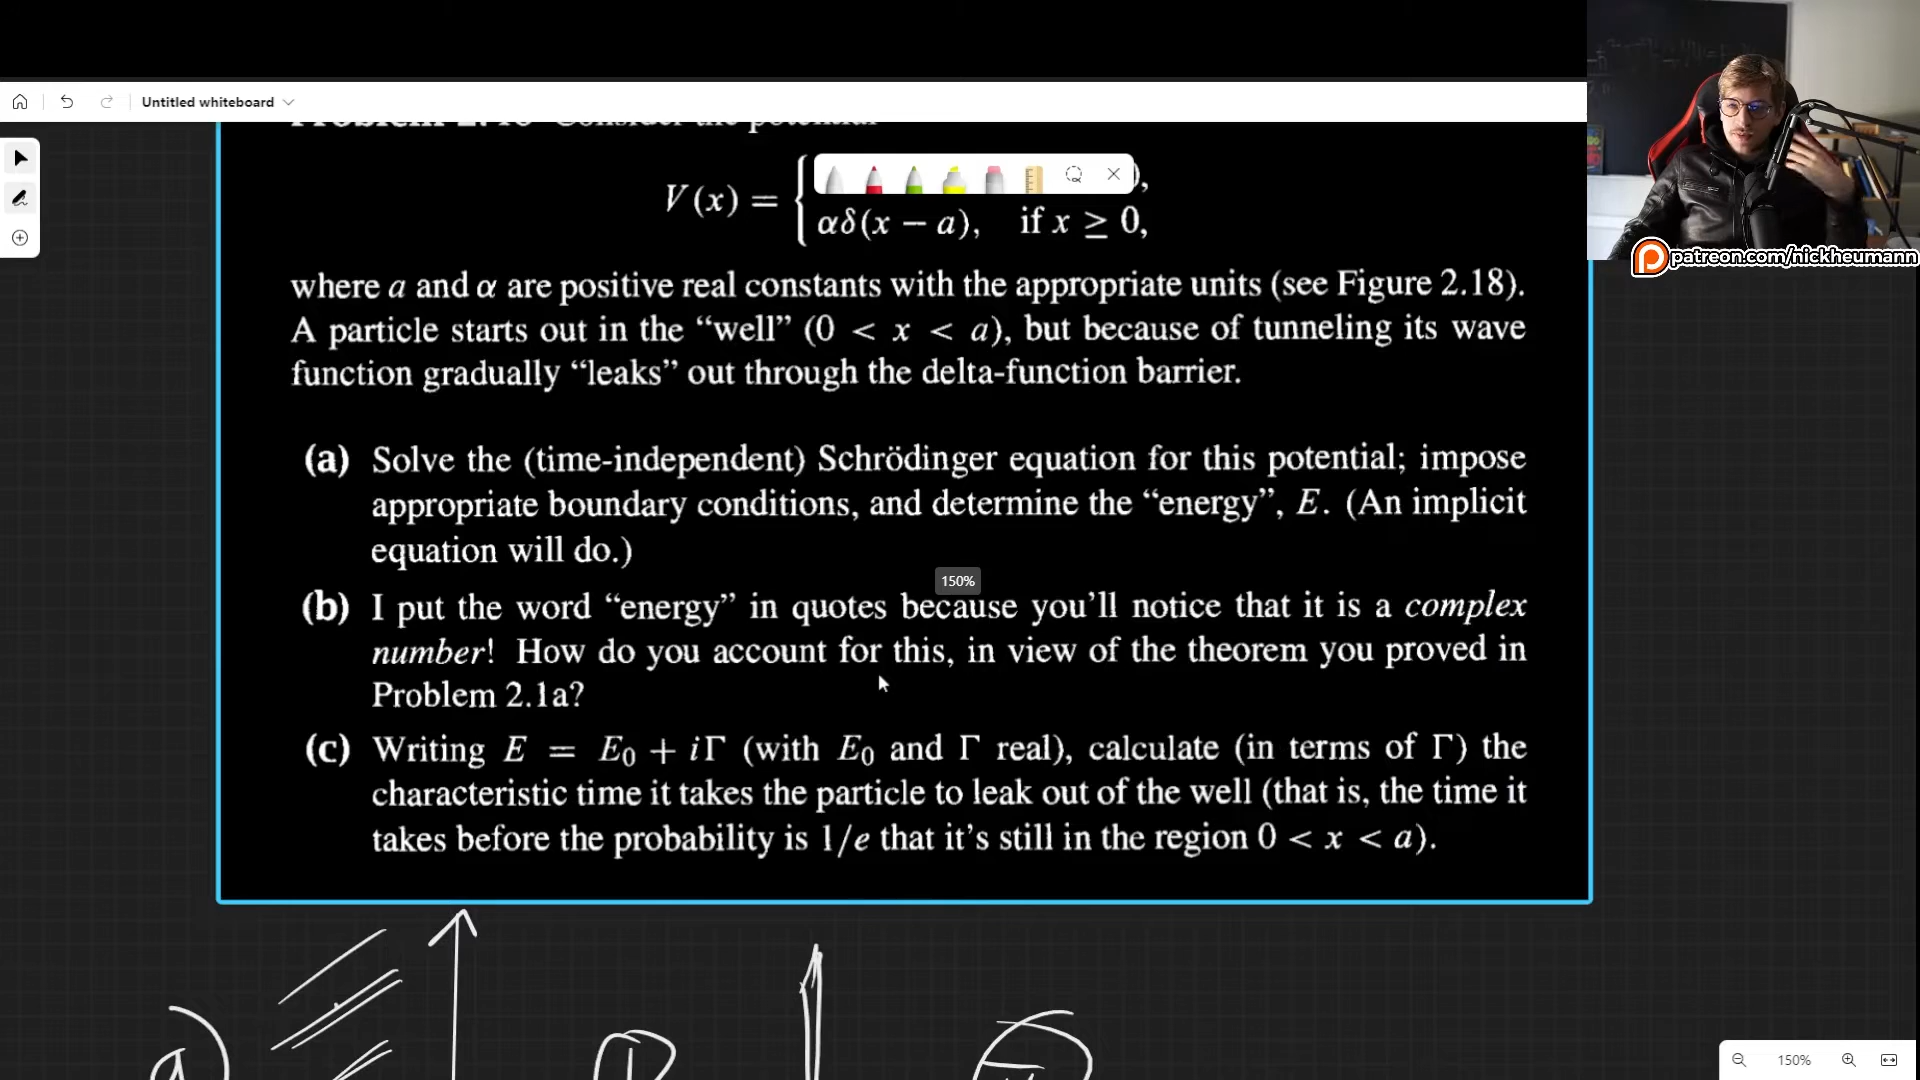 Untitled whiteboard
patreon.com/nickheumann
V(x) = {
αδ(x − a), if x ≥ 0,
where a and α are positive real constants with the appropriate units (see Figure 2.18).
A particle starts out in the “well” (0 < x < a), but because of tunneling its wave
function gradually “leaks” out through the delta-function barrier.
(a) Solve the (time-independent) Schrödinger equation for this potential; impose
appropriate boundary conditions, and determine the “energy”, E. (An implicit
equation will do.)
150%
(b) I put the word “energy” in quotes because you’ll notice that it is a complex
number! How do you account for this, in view of the theorem you proved in
Problem 2.1a?
(c) Writing E = E₀ + iΓ (with E₀ and Γ real), calculate (in terms of Γ) the
characteristic time it takes the particle to leak out of the well (that is, the time it
takes before the probability is 1/e that it’s still in the region 0 < x < a).
150%